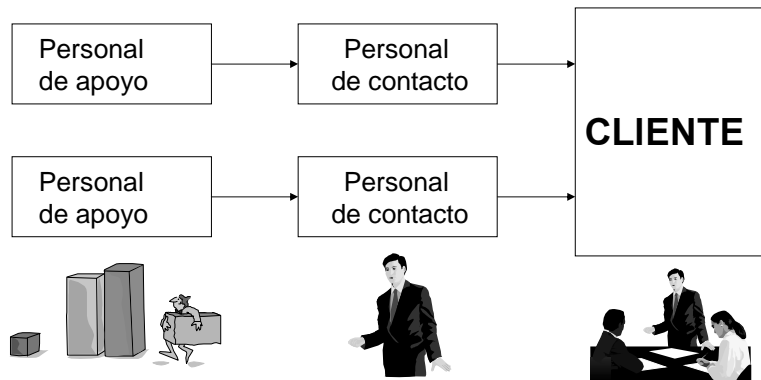 Personal
de apoyo
Personal
de contacto
CLIENTE
Personal
de apoyo
Personal
de contacto